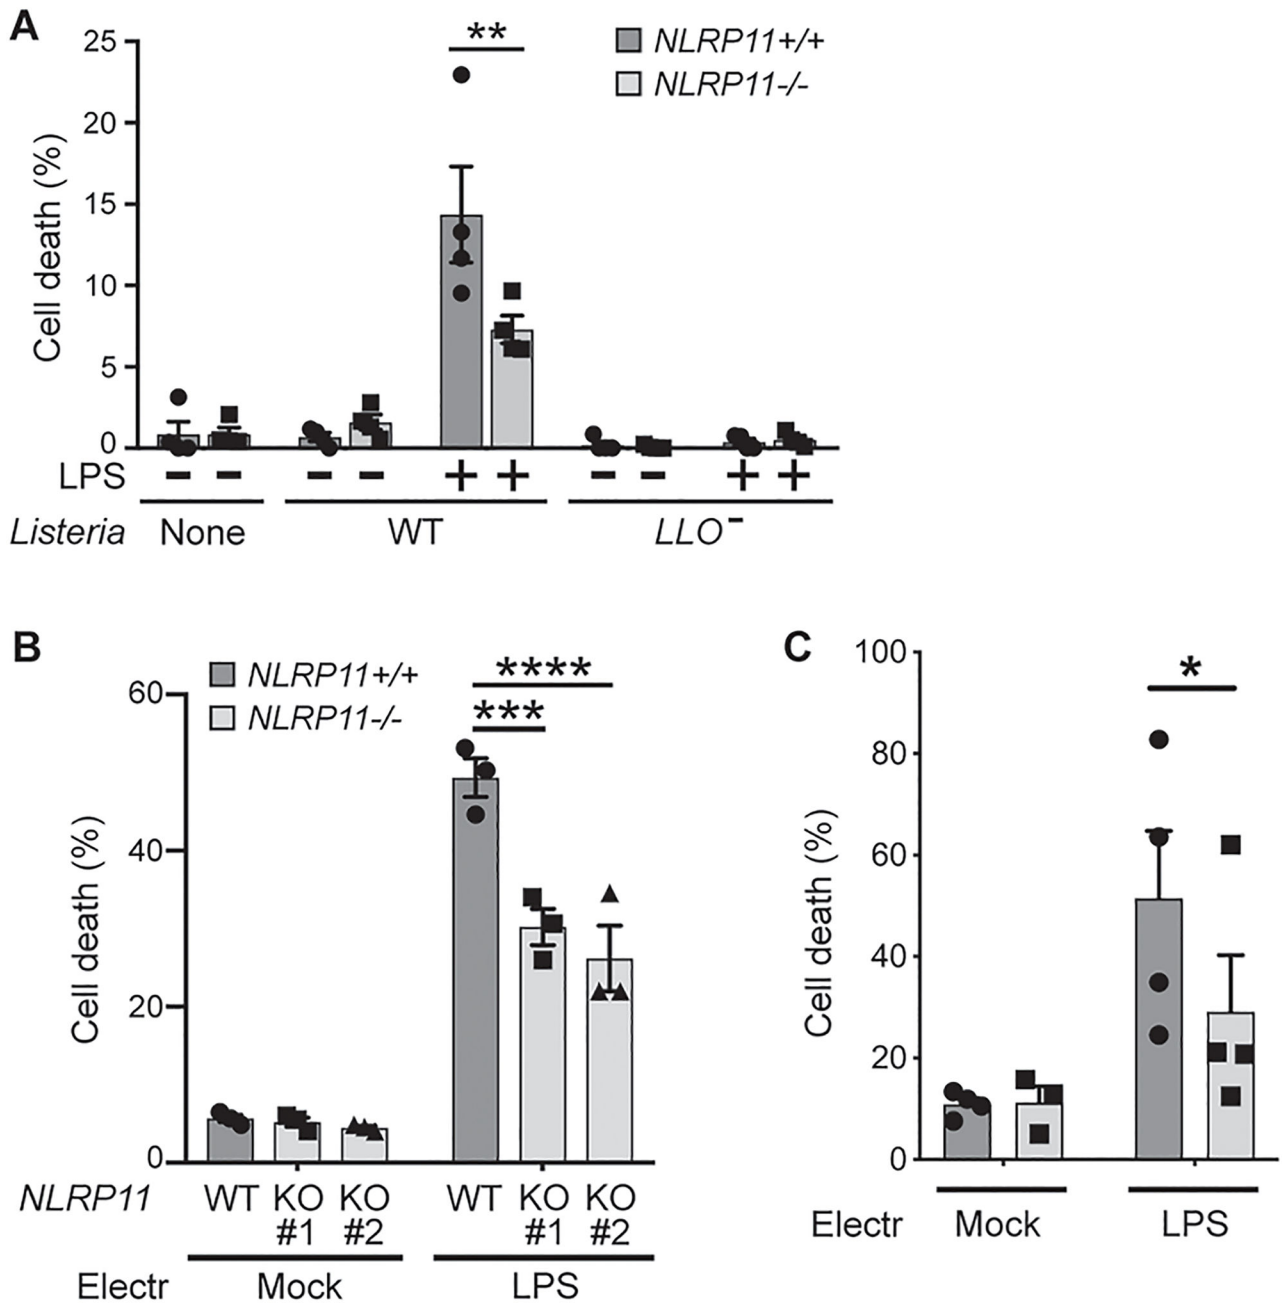 A
25
20
15
10
5
0
Cell death (%)
**
NLRP11+/+
NLRP11-/-
LPS − − − − + + − − + +
Listeria None WT LLO−
B
NLRP11+/+
NLRP11-/-
60
40
20
0
Cell death (%)
****
***
NLRP11 WT KO KO WT KO KO
#1 #2 #1 #2
Electr Mock LPS
C
100
80
60
40
20
0
Cell death (%)
*
Electr Mock LPS